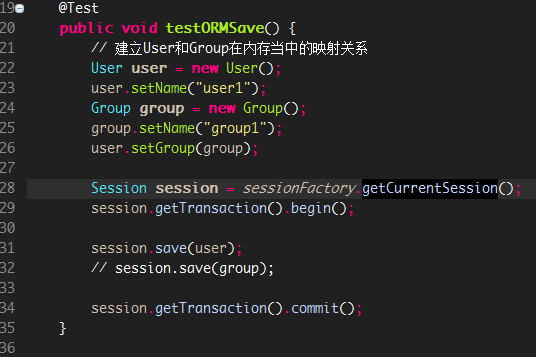 19 @Test
20 public void testORMSave() {
21 // 建立User和Group在内存当中的映射关系
22 User user = new User();
23 user.setName("user1");
24 Group group = new Group();
25 group.setName("group1");
26 user.setGroup(group);
27
28 Session session = sessionFactory.getCurrentSession();
29 session.getTransaction().begin();
30
31 session.save(user);
32 // session.save(group);
33
34 session.getTransaction().commit();
35 }
36